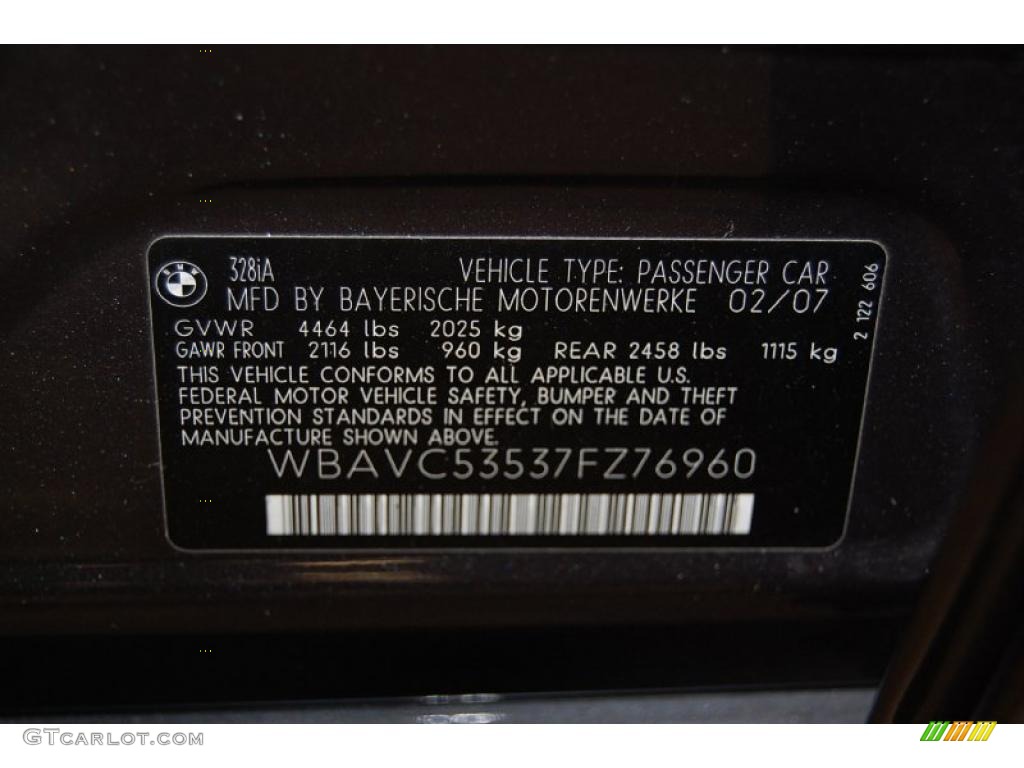 328iA VEHICLE TYPE: PASSENGER CAR
MFD BY BAYERISCHE MOTORENWERKE 02/07
GVWR 4464 lbs 2025 kg
GAWR FRONT 2116 lbs 960 kg REAR 2458 lbs 1115 kg
THIS VEHICLE CONFORMS TO ALL APPLICABLE U.S.
FEDERAL MOTOR VEHICLE SAFETY, BUMPER AND THEFT
PREVENTION STANDARDS IN EFFECT ON THE DATE OF
MANUFACTURE SHOWN ABOVE.
WBAVC53537FZ76960
2 122 606
BMW
GTcarlot.com